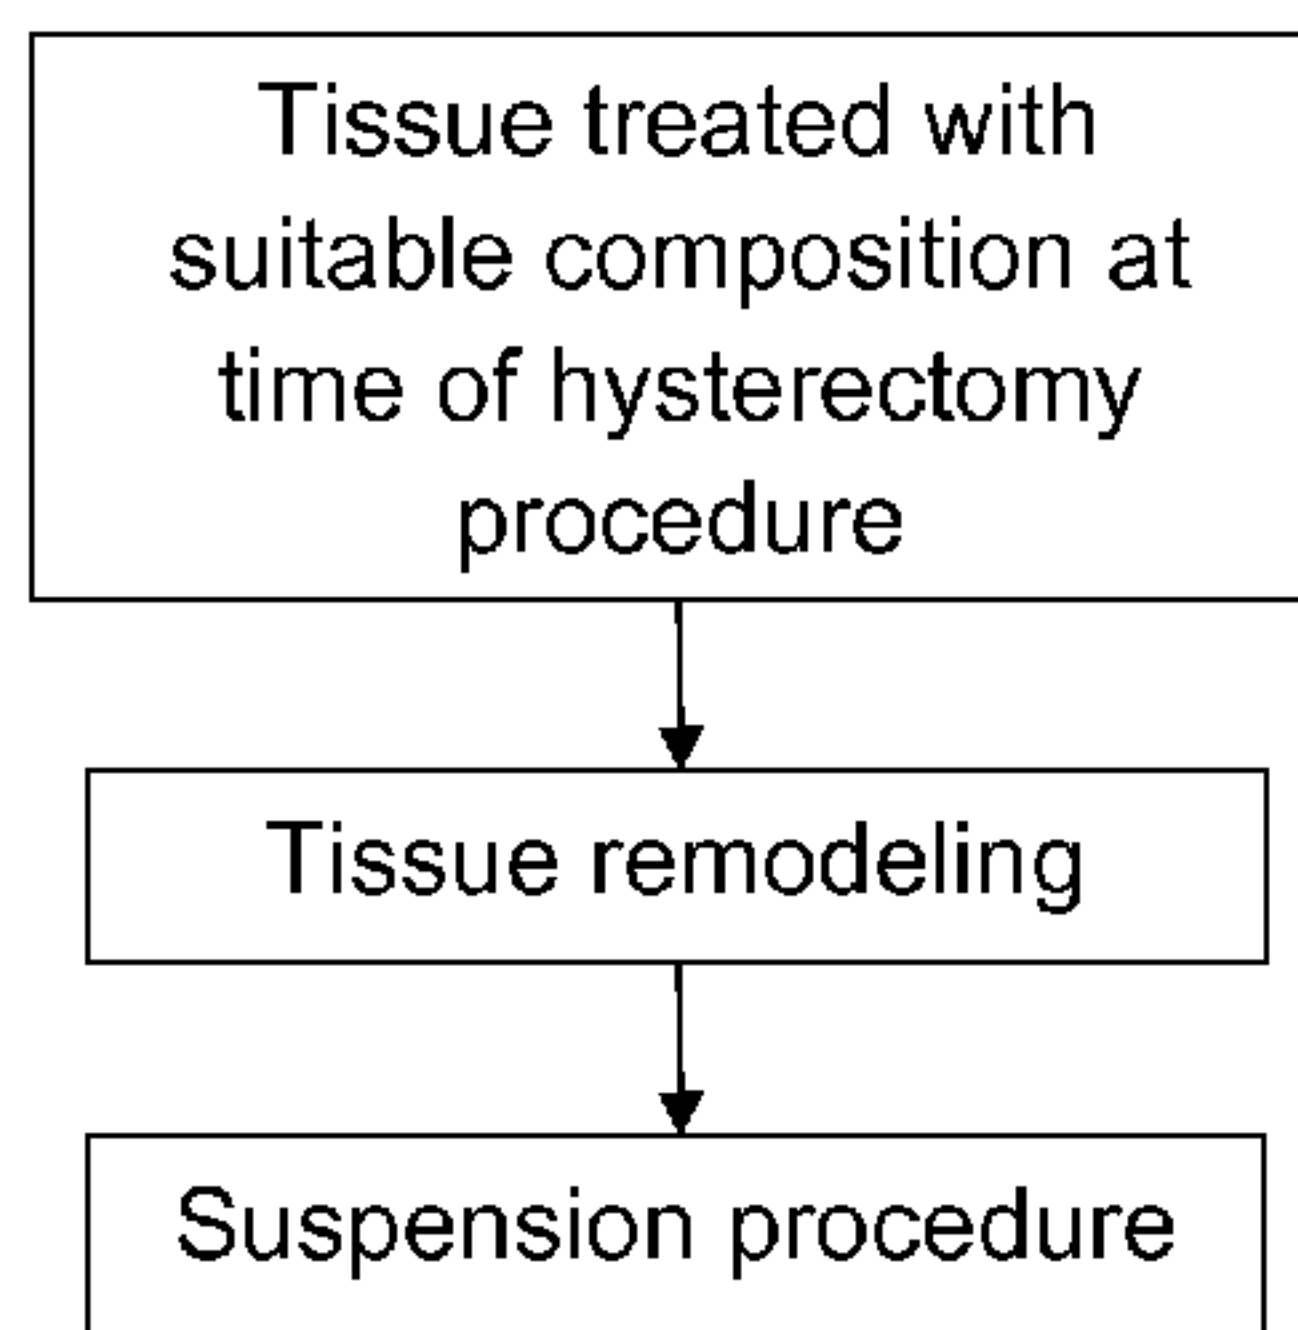 Tissue treated with
suitable composition at
time of hysterectomy
procedure
Tissue remodeling
Suspension procedure